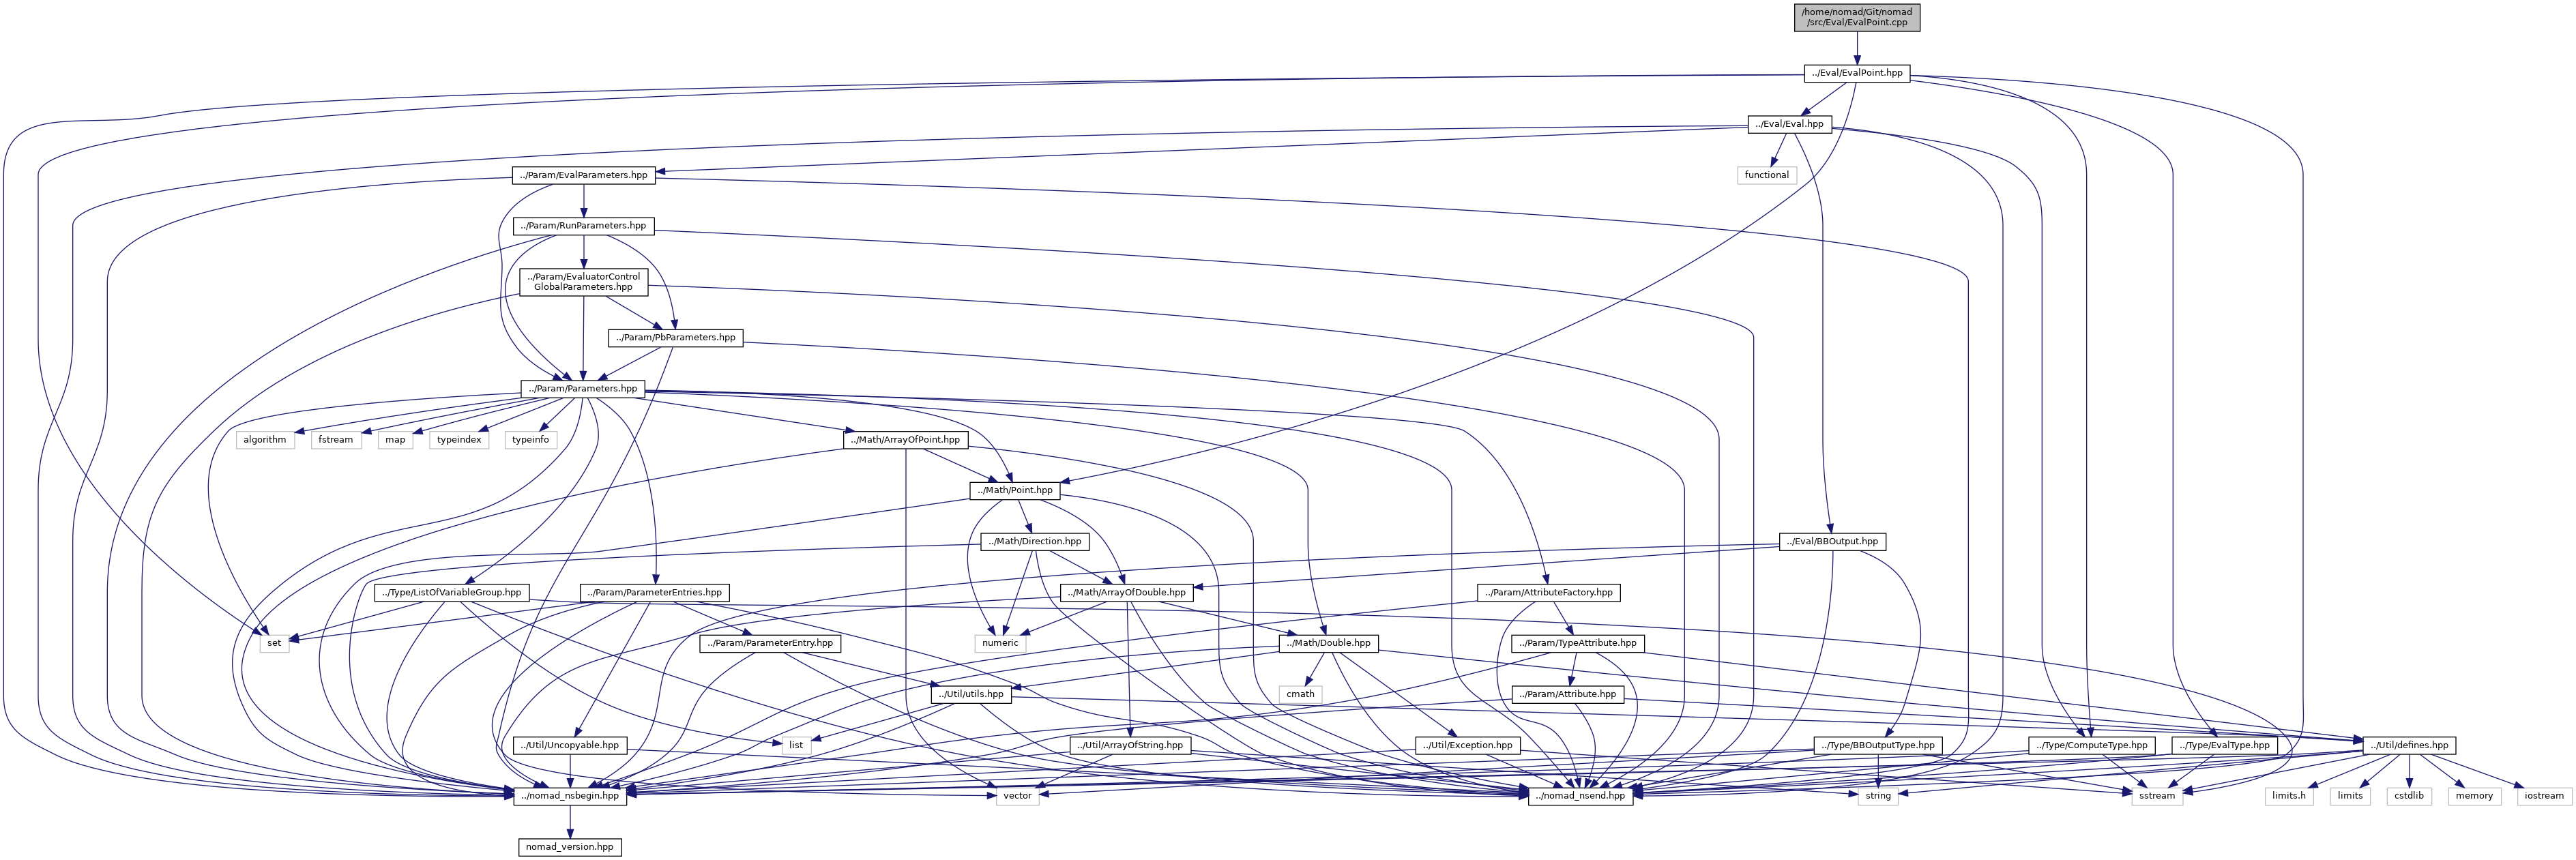 /home/nomad/Git/nomad
/src/Eval/EvalPoint.cpp
../Eval/EvalPoint.hpp
../Eval/Eval.hpp
../Param/EvalParameters.hpp
functional
../Param/RunParameters.hpp
../Param/EvaluatorControl
GlobalParameters.hpp
../Param/PbParameters.hpp
../Param/Parameters.hpp
algorithm
fstream
map
typeindex
typeinfo
../Math/ArrayOfPoint.hpp
../Math/Point.hpp
../Math/Direction.hpp
../Eval/BBOutput.hpp
../Type/ListOfVariableGroup.hpp
../Param/ParameterEntries.hpp
../Math/ArrayOfDouble.hpp
../Param/AttributeFactory.hpp
set
../Param/ParameterEntry.hpp
numeric
../Math/Double.hpp
../Param/TypeAttribute.hpp
../Util/utils.hpp
cmath
../Param/Attribute.hpp
../Util/Uncopyable.hpp
list
../Util/ArrayOfString.hpp
../Util/Exception.hpp
../Type/BBOutputType.hpp
../Type/ComputeType.hpp
../Type/EvalType.hpp
../Util/defines.hpp
../nomad_nsbegin.hpp
vector
../nomad_nsend.hpp
string
sstream
limits.h
limits
cstdlib
memory
iostream
nomad_version.hpp